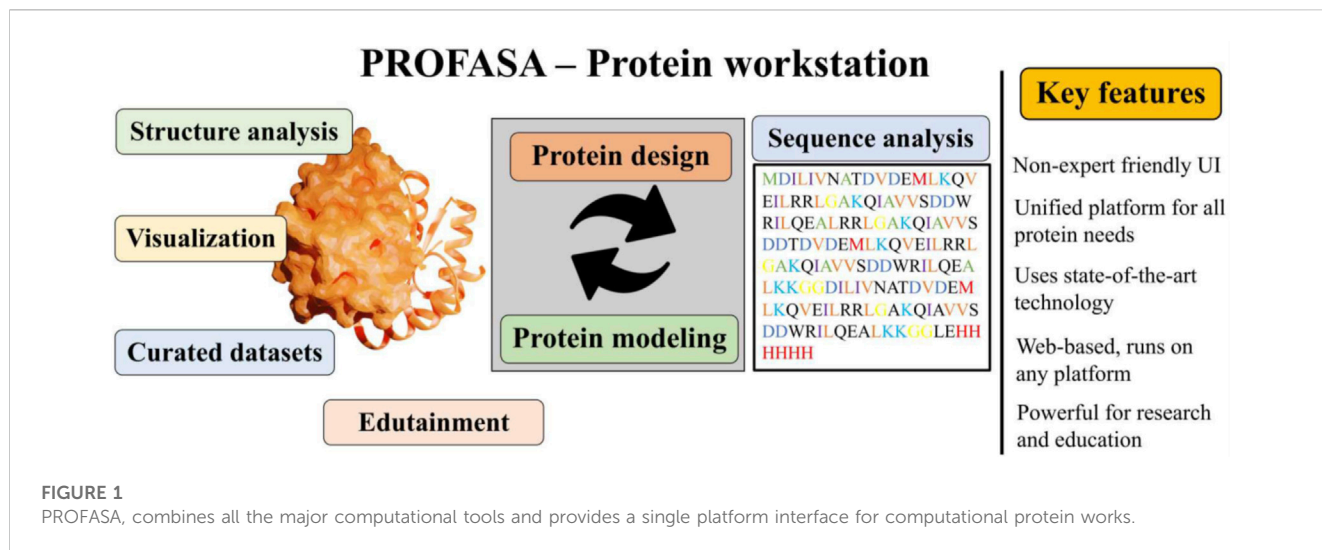 PROFASA – Protein workstation
Structure analysis
Visualization
Curated datasets
Edutainment
Protein design
Protein modeling
Sequence analysis
MDILIVNATDVDEMLKQV
EILRRLGAKQIAVVSDDW
RILQEALRRLGAKQIAVVS
DDTDVDEMLKQVEILRRL
GAKQIAVVSDDWRILQEA
LKKGGDILIVNATDVDEM
LKQVEILRRLGAKQIAVVS
DDWRILQEALKKGGLEHH
HHHH
Key features
Non-expert friendly UI
Unified platform for all
protein needs
Uses state-of-the-art
technology
Web-based, runs on
any platform
Powerful for research
and education
FIGURE 1
PROFASA, combines all the major computational tools and provides a single platform interface for computational protein works.